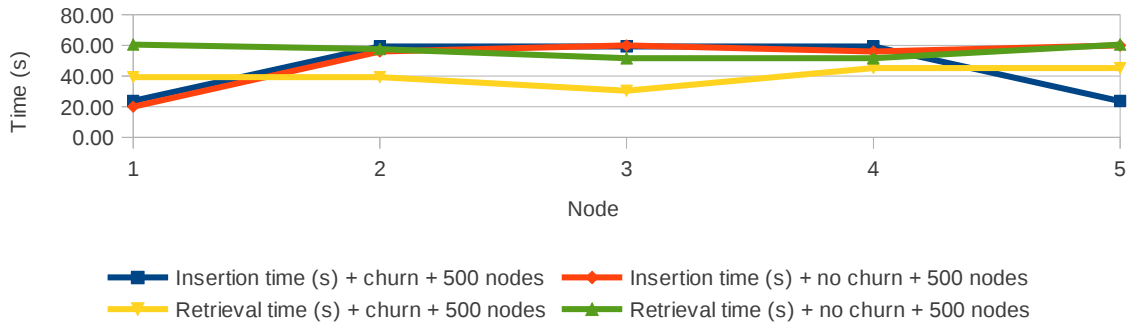 80.00
60.00
40.00
20.00
0.00
Time (s)
1 2 3 4 5
Node
Insertion time (s) + churn + 500 nodes Insertion time (s) + no churn + 500 nodes
Retrieval time (s) + churn + 500 nodes Retrieval time (s) + no churn + 500 nodes